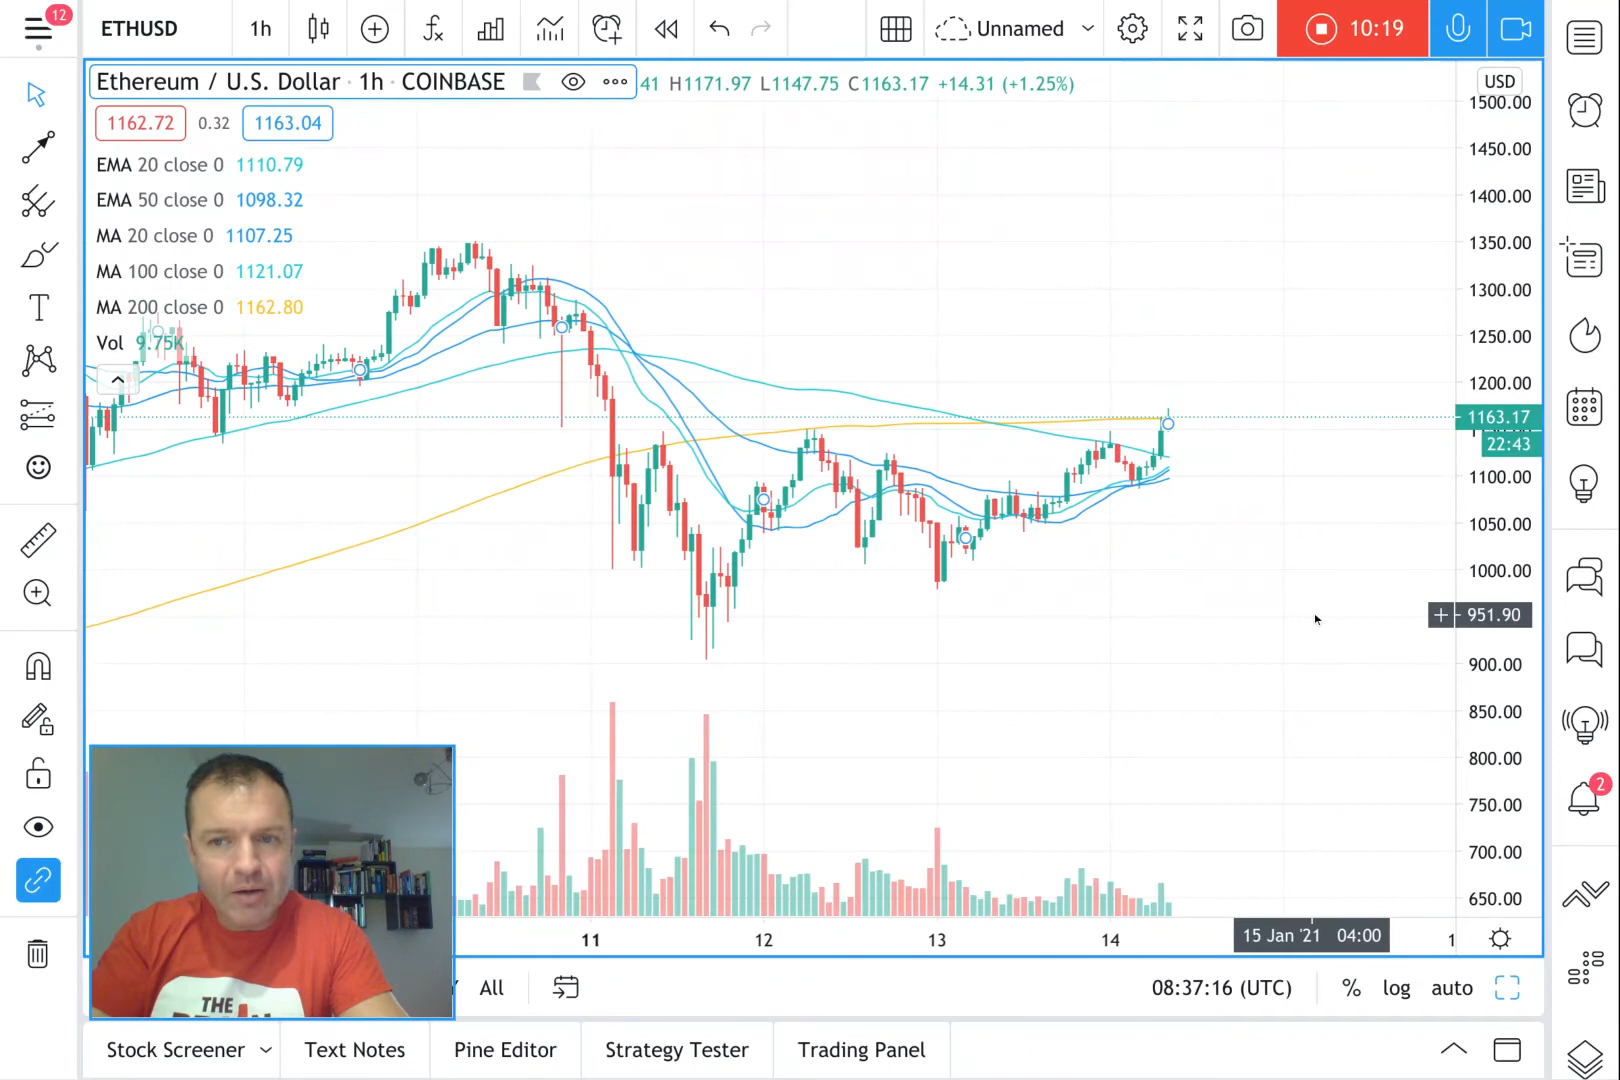 12 ETHUSD 1h Unnamed 10:19
Ethereum / U.S. Dollar · 1h · COINBASE 41 H1171.97 L1147.75 C1163.17 +14.31 (+1.25%) USD
1162.72 0.32 1163.04
EMA 20 close 0 1110.79
EMA 50 close 0 1098.32
MA 20 close 0 1107.25
MA 100 close 0 1121.07
MA 200 close 0 1162.80
Vol 9.75K
1500.00
1450.00
1400.00
1350.00
1300.00
1250.00
1200.00
1163.17
22:43
1100.00
1050.00
1000.00
951.90
900.00
850.00
800.00
750.00
700.00
650.00
2
11 12 13 14 15 Jan '21 04:00 1
THE
All 08:37:16 (UTC) % log auto
Stock Screener Text Notes Pine Editor Strategy Tester Trading Panel